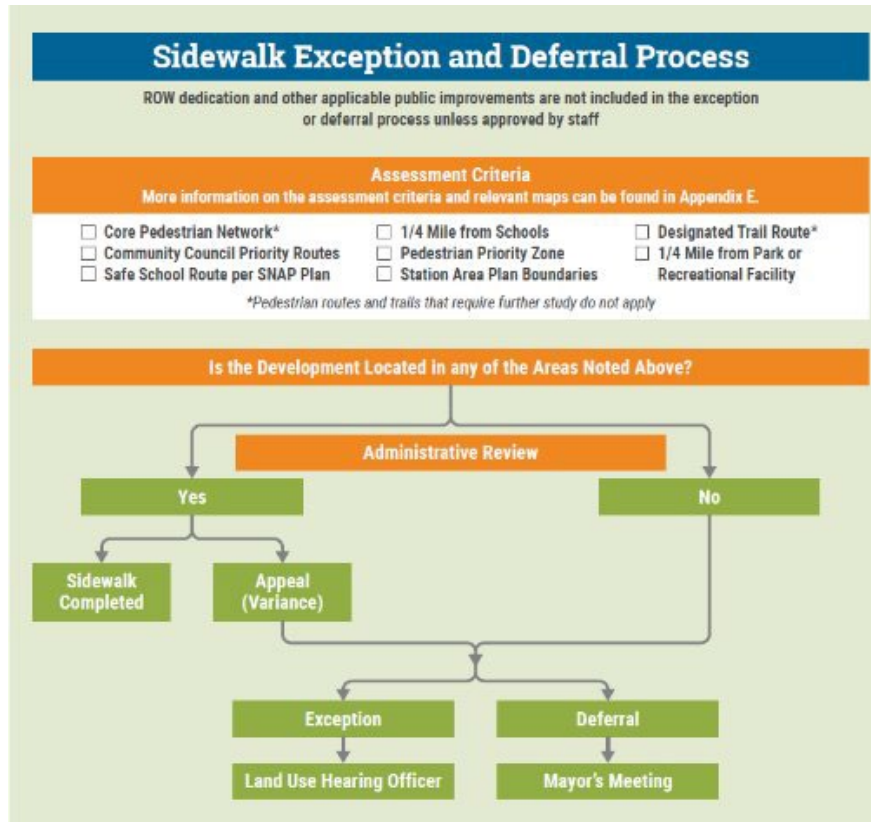 Sidewalk Exception and Deferral Process
ROW dedication and other applicable public improvements are not included in the exception
or deferral process unless approved by staff
Assessment Criteria
More information on the assessment criteria and relevant maps can be found in Appendix E.
Core Pedestrian Network*
Community Council Priority Routes
Safe School Route per SNAP Plan
1/4 Mile from Schools
Pedestrian Priority Zone
Station Area Plan Boundaries
Designated Trail Route*
1/4 Mile from Park or
Recreational Facility
*Pedestrian routes and trails that require further study do not apply
Is the Development Located in any of the Areas Noted Above?
Administrative Review
Yes
No
Sidewalk
Completed
Appeal
(Variance)
Exception
Deferral
Land Use Hearing Officer
Mayor's Meeting